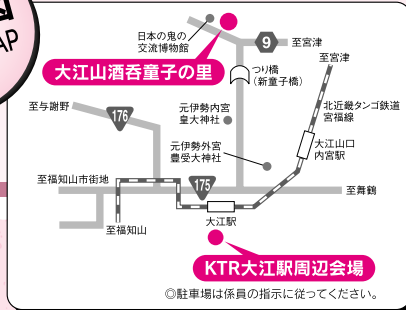 AP
日本の鬼の
交流博物館
9
至宮津
至宮津
大江山酒呑童子の里
つり橋
(新童子橋)
北近畿タンゴ鉄道
宮福線
至与謝野
176
元伊勢内宮
皇大神社
大江山口
内宮駅
元伊勢外宮
豊受大神社
至福知山市街地
175
至舞鶴
大江駅
至福知山
KTR大江駅周辺会場
◎駐車場は係員の指示に従ってください。